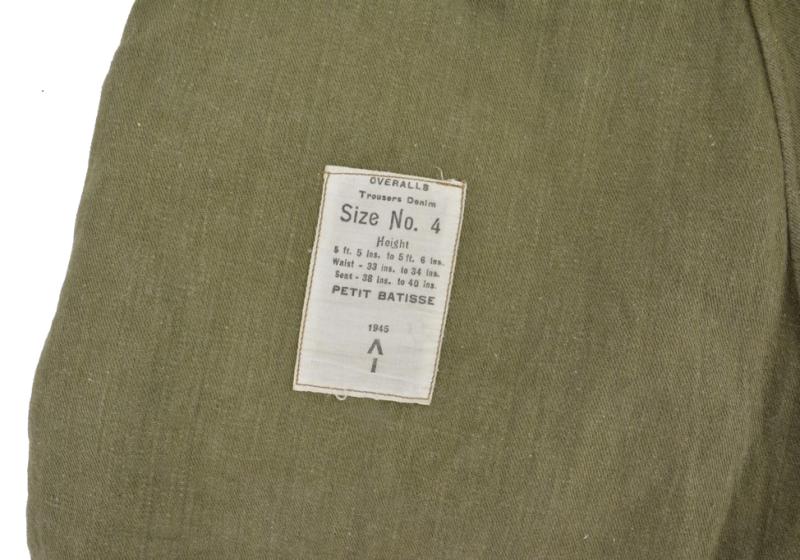 OVERALLS
Trousers Denim
Size No. 4
Height
5 ft. 5 ins. to 5 ft. 6 ins.
Waist - 33 ins. to 34 ins.
Seat - 38 ins. to 40 ins.
PETIT BATISSE
1945